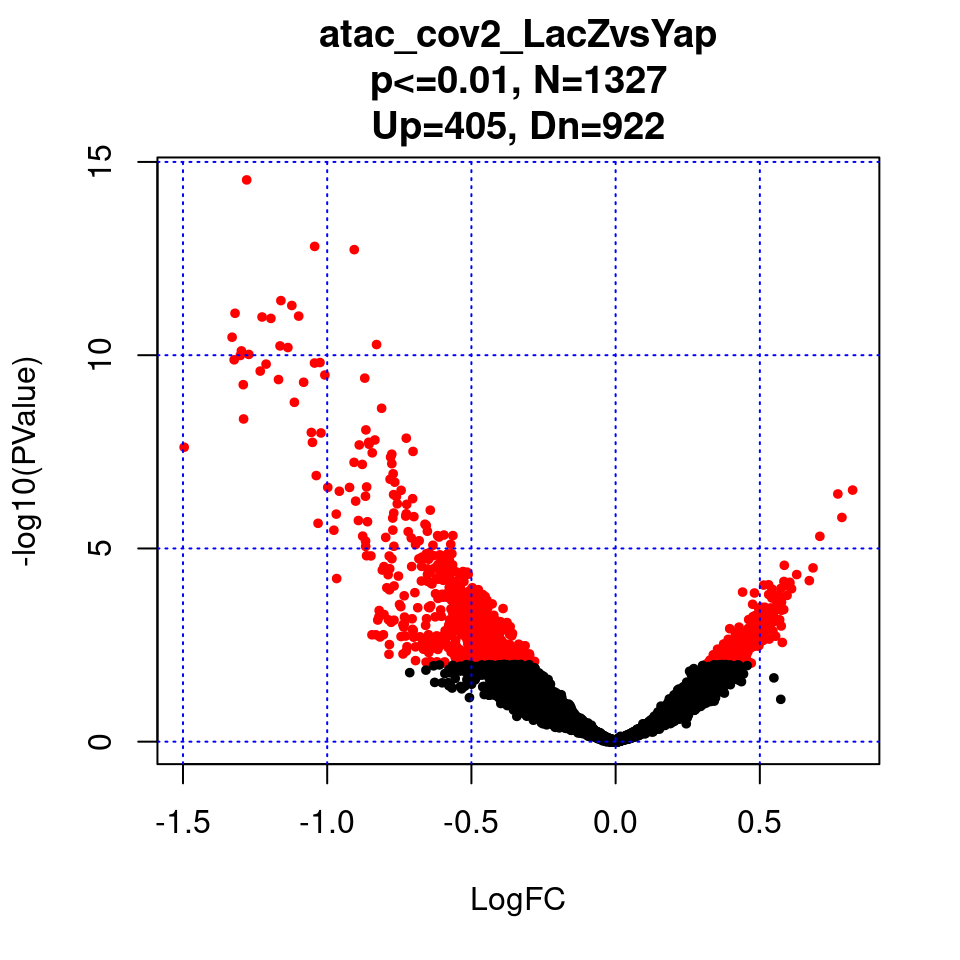 atac_cov2_LacZvsYap
p<=0.01, N=1327
Up=405, Dn=922
-log10(PValue)
15
10
5
0
-1.5 -1.0 -0.5 0.0 0.5
LogFC